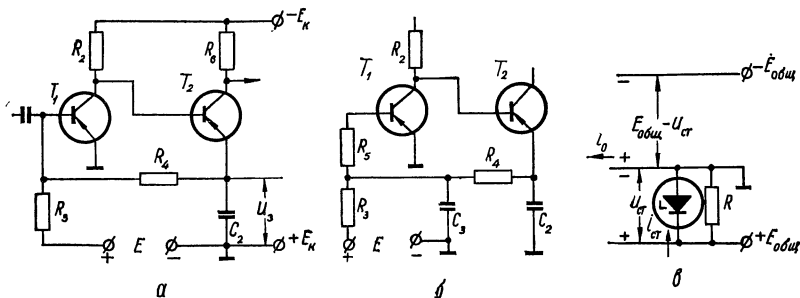 −Eк
R₂
R₆
T₁
T₂
R₄
R₃
C₂
U₃
+ E −
+Eк
а
R₂
T₁
T₂
R₅
R₄
R₃
C₃
C₂
+ E −
б
− −Eобщ
Eобщ−Uст
i₀ +
−
Uст
iст
R
+ +Eобщ
в